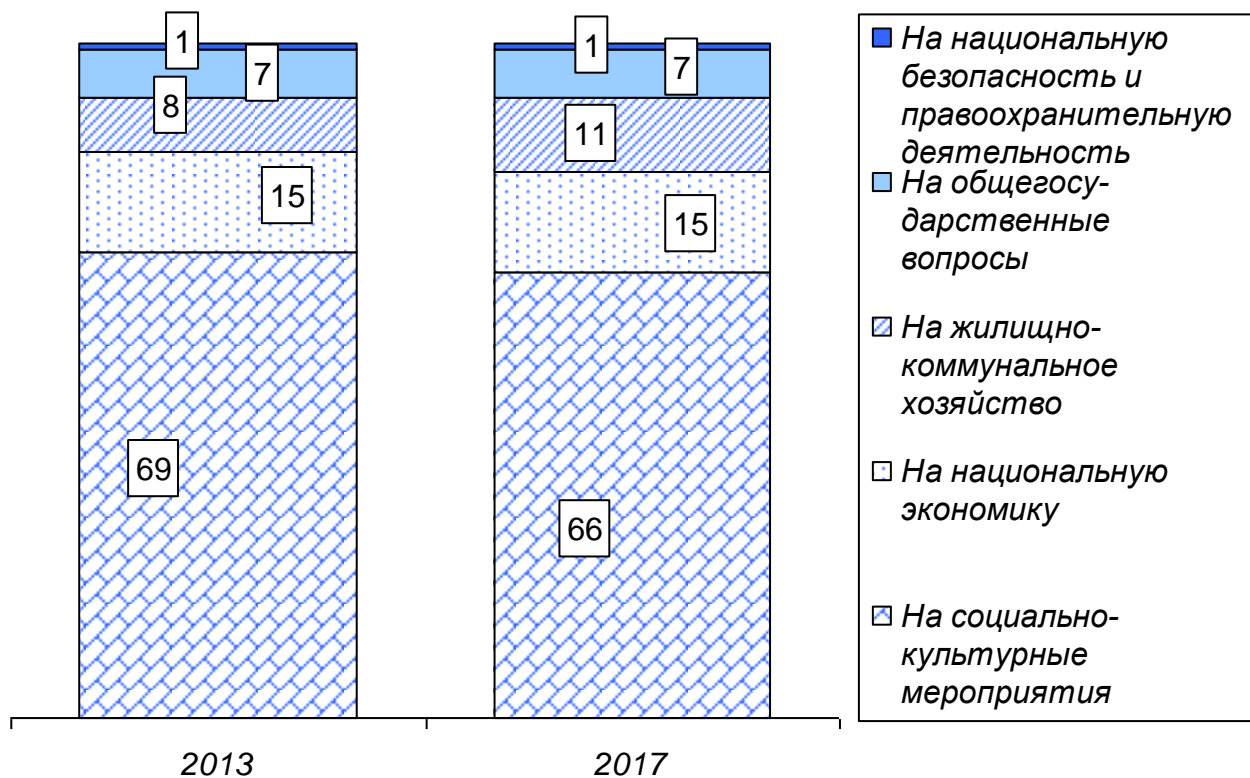 1
7
8
15
69
2013
1
7
11
15
66
2017
На национальную
безопасность и
правоохранительную
деятельность
На общегосу-
дарственные
вопросы
На жилищно-
коммунальное
хозяйство
На национальную
экономику
На социально-
культурные
мероприятия